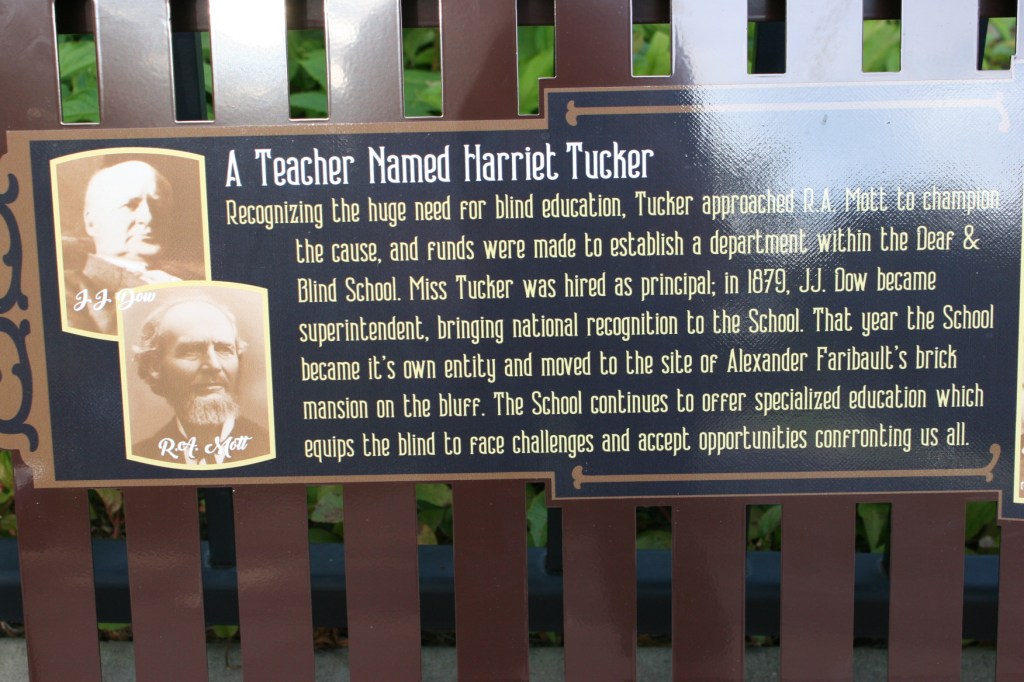 A Teacher Named Harriet Tucker
Recognizing the huge need for blind education, Tucker approached R.A. Mott to champion
the cause, and funds were made to establish a department within the Deaf &
Blind School. Miss Tucker was hired as principal; in 1879, J.J. Dow became
superintendent, bringing national recognition to the School. That year the School
became it's own entity and moved to the site of Alexander Faribault's brick
mansion on the bluff. The School continues to offer specialized education which
equips the blind to face challenges and accept opportunities confronting us all.
J.J. Dow
R.A. Mott